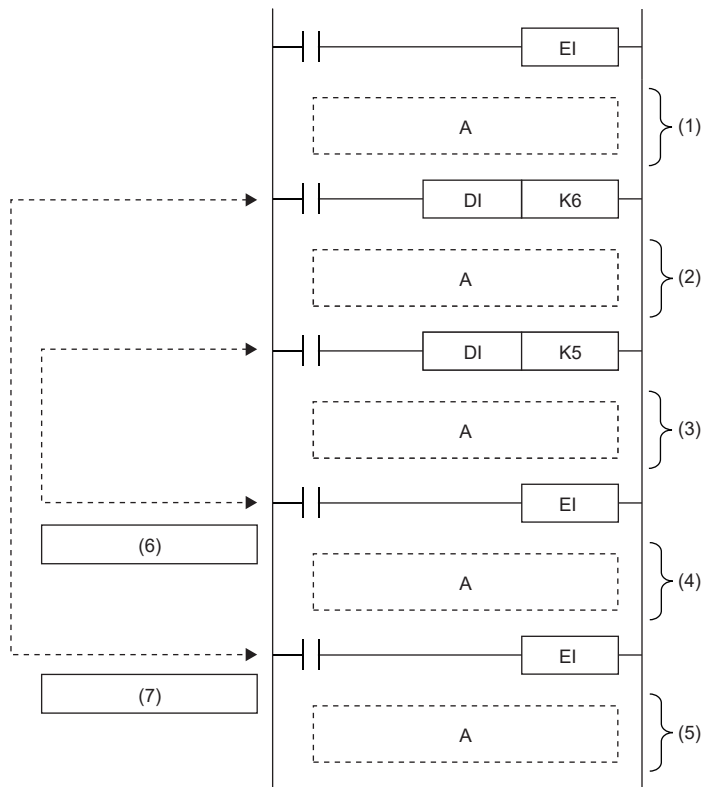 EI
A
(1)
DI K6
A
(2)
DI K5
A
(3)
EI
(6)
A
(4)
EI
(7)
A
(5)